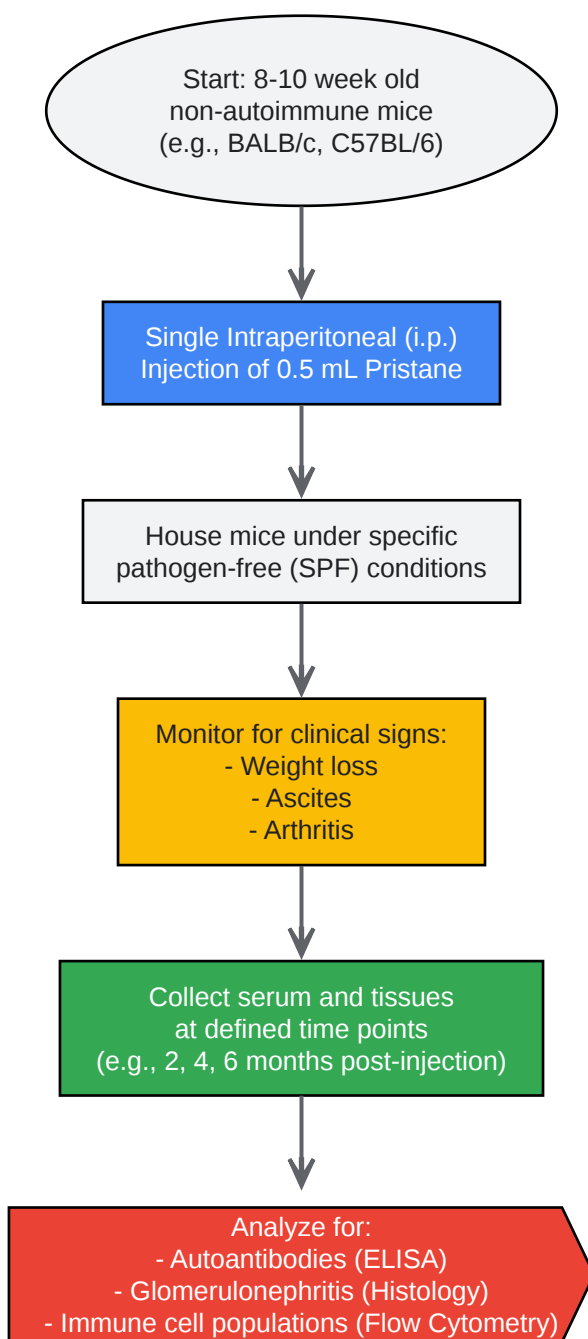 Start: 8-10 week old
non-autoimmune mice
(e.g., BALB/c, C57BL/6)
Single Intraperitoneal (i.p.)
Injection of 0.5 mL Pristane
House mice under specific
pathogen-free (SPF) conditions
Monitor for clinical signs:
- Weight loss
- Ascites
- Arthritis
Collect serum and tissues
at defined time points
(e.g., 2, 4, 6 months post-injection)
Analyze for:
- Autoantibodies (ELISA)
- Glomerulonephritis (Histology)
- Immune cell populations (Flow Cytometry)